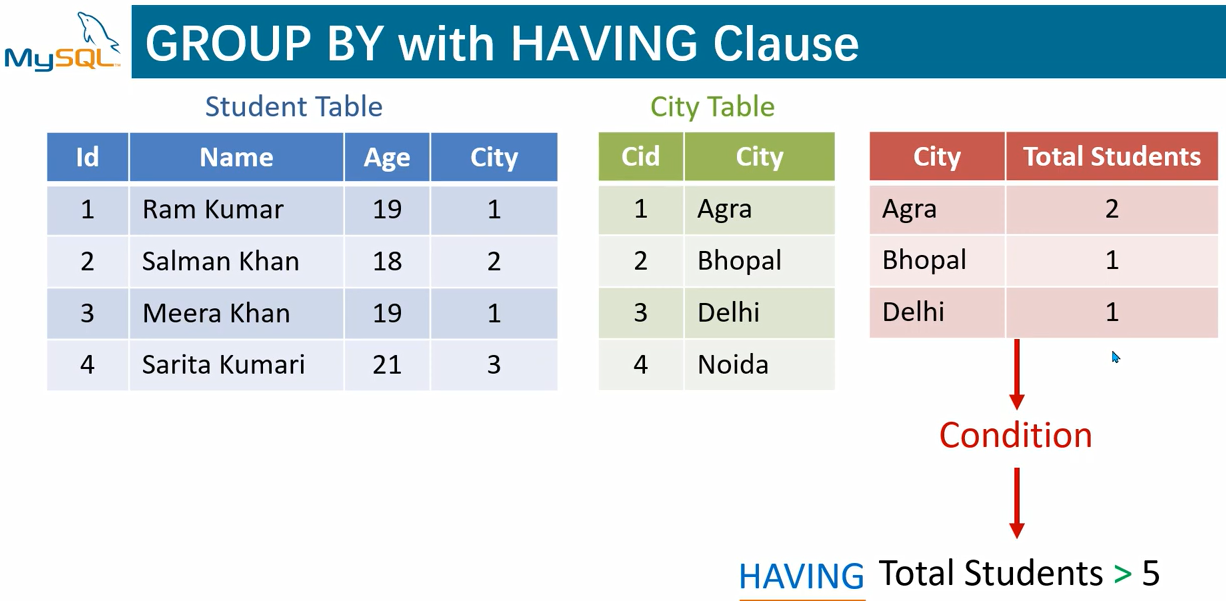 MySQL™
GROUP BY with HAVING Clause
Student Table
Id Name Age City
1 Ram Kumar 19 1
2 Salman Khan 18 2
3 Meera Khan 19 1
4 Sarita Kumari 21 3
City Table
Cid City
1 Agra
2 Bhopal
3 Delhi
4 Noida
City Total Students
Agra 2
Bhopal 1
Delhi 1
Condition
HAVING Total Students > 5